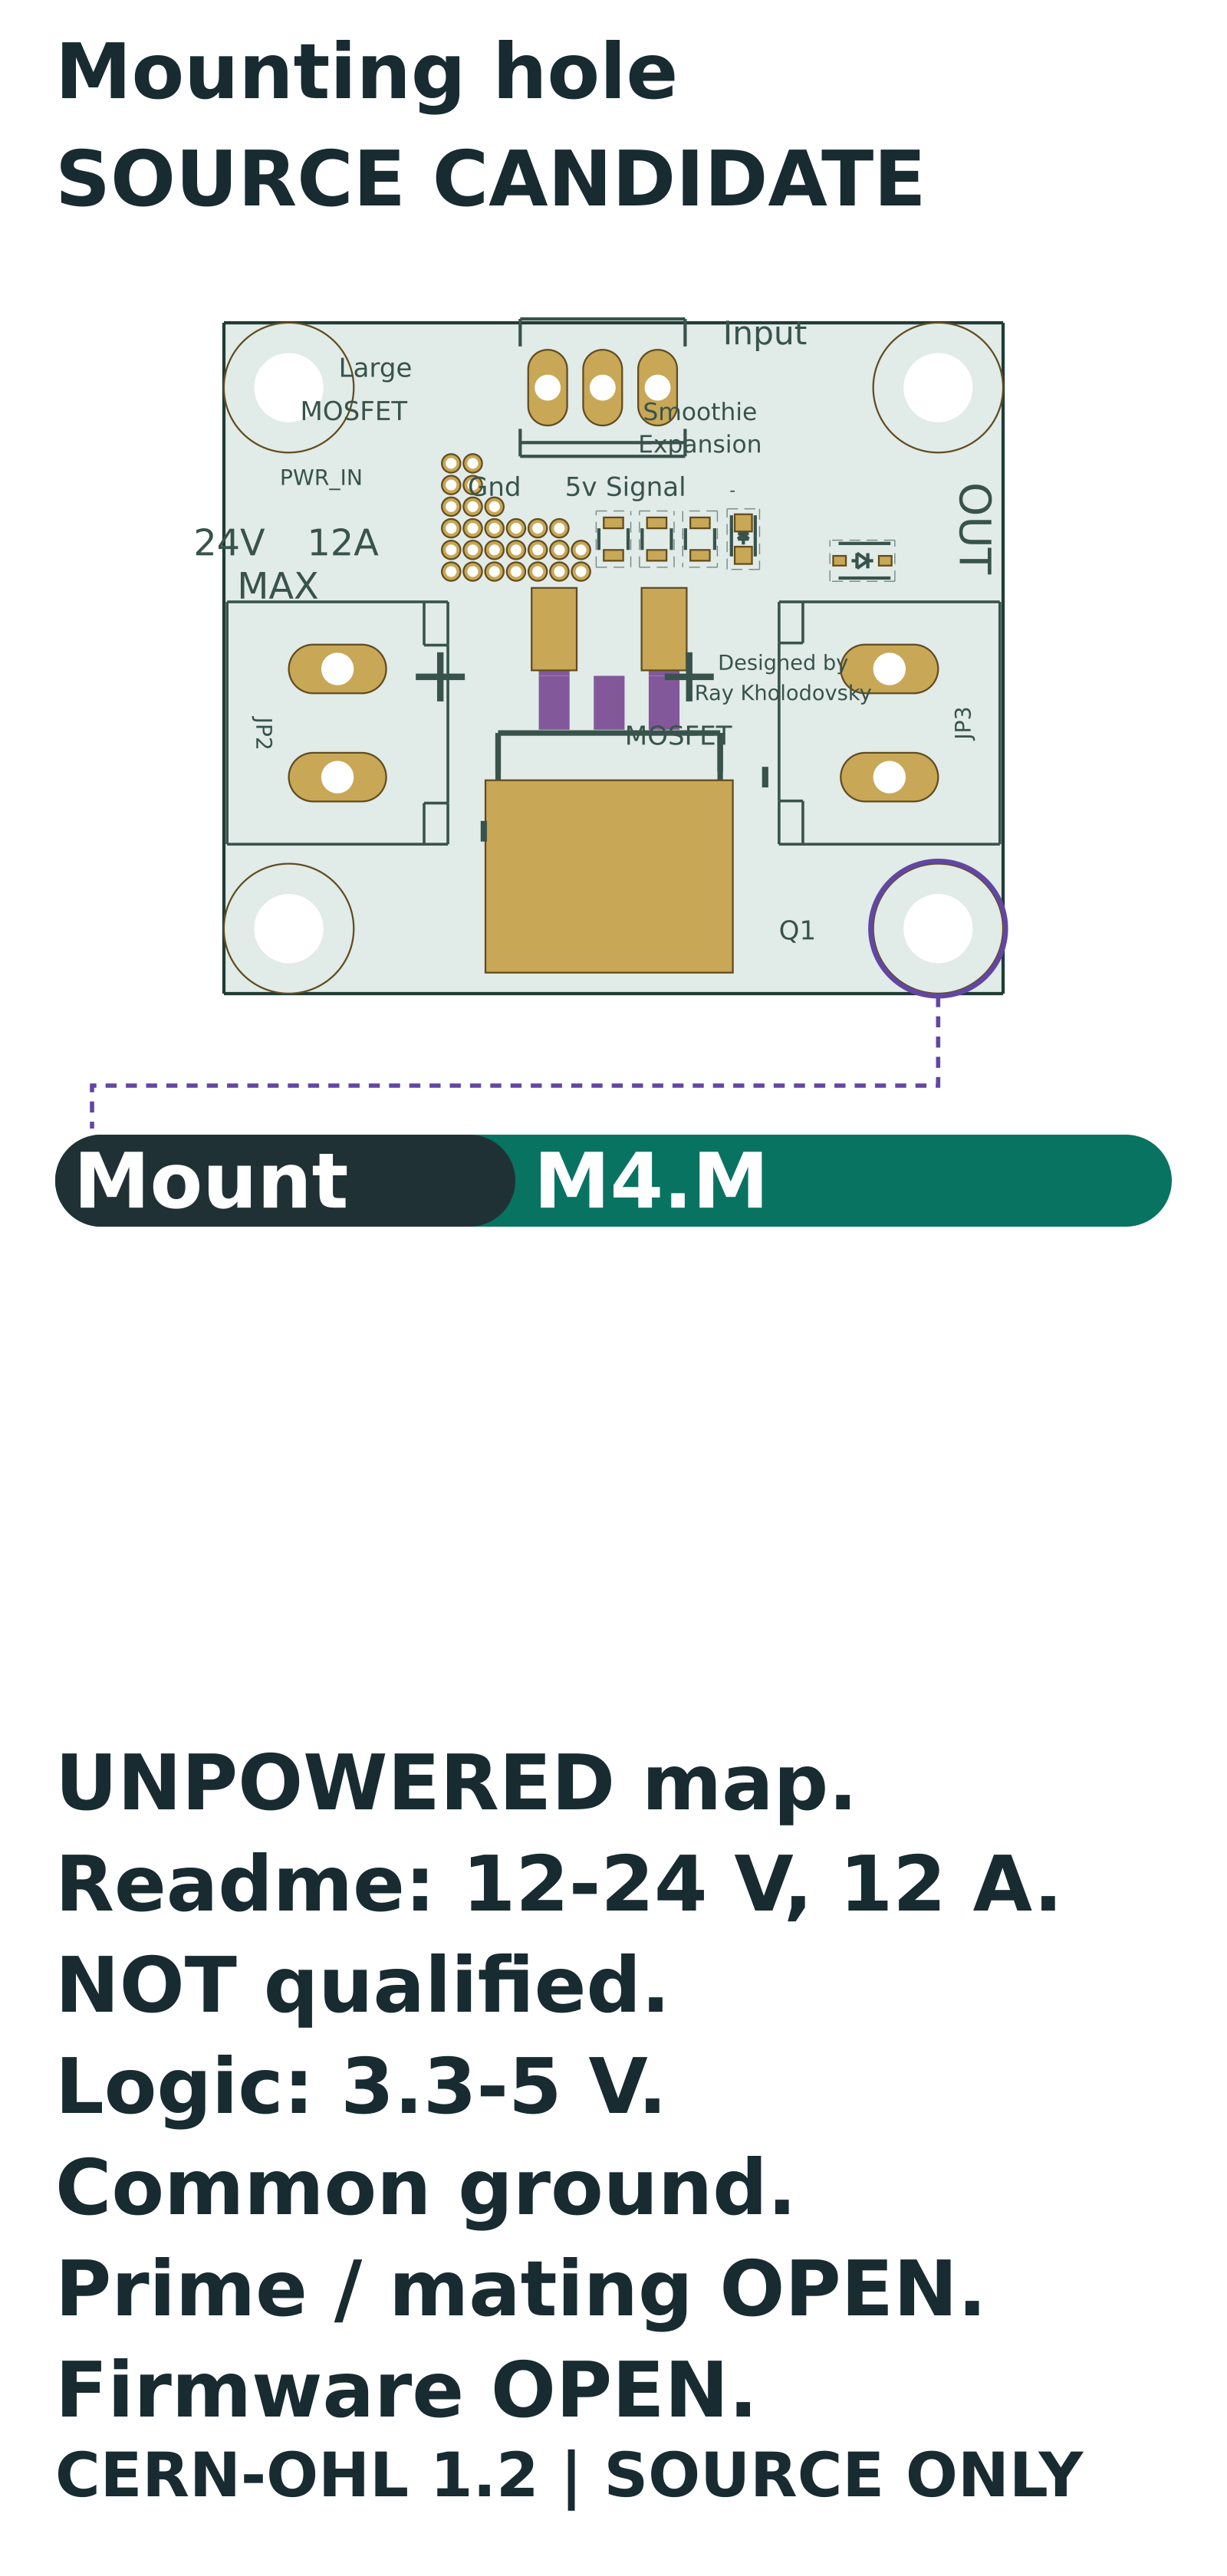 Mounting hole
SOURCE CANDIDATE
Input
Large
MOSFET
Smoothie
Expansion
PWR_IN
Gnd
5v Signal
-
OUT
24V 12A
MAX
Designed by
Ray Kholodovsky
JP2
JP3
MOSFET
Q1
Mount M4.M
UNPOWERED map.
Readme: 12-24 V, 12 A.
NOT qualified.
Logic: 3.3-5 V.
Common ground.
Prime / mating OPEN.
Firmware OPEN.
CERN-OHL 1.2 | SOURCE ONLY